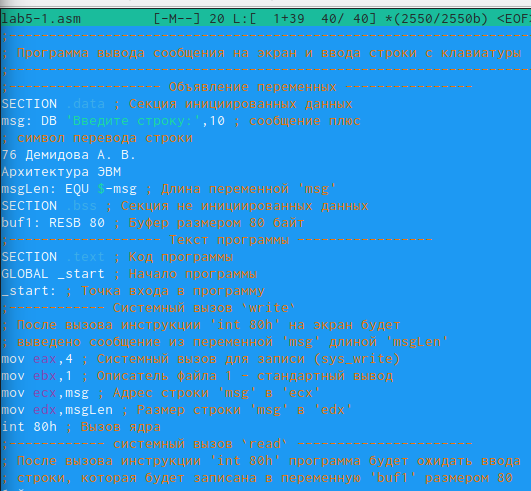 lab5-1.asm [-M--] 20 L:[ 1+39 40/ 40] *(2550/2550b) <EOF>
;
; Программа вывода сообщения на экран и ввода строки с клавиатуры
;------------------------------------------------------------------
;------------------- Объявление переменных ----------------
SECTION .data ; Секция инициированных данных
msg: DB 'Введите строку:',10 ; сообщение плюс
; символ перевода строки
76 Демидова А. В.
Архитектура ЭВМ
msgLen: EQU $-msg ; Длина переменной 'msg'
SECTION .bss ; Секция не инициированных данных
buf1: RESB 80 ; Буфер размером 80 байт
;------------------- Текст программы -----------------
SECTION .text ; Код программы
GLOBAL _start ; Начало программы
_start: ; Точка входа в программу
;------------ Cистемный вызов `write`
; После вызова инструкции 'int 80h' на экран будет
; выведено сообщение из переменной 'msg' длиной 'msgLen'
mov eax,4 ; Системный вызов для записи (sys_write)
mov ebx,1 ; Описатель файла 1 - стандартный вывод
mov ecx,msg ; Адрес строки 'msg' в 'ecx'
mov edx,msgLen ; Размер строки 'msg' в 'edx'
int 80h ; Вызов ядра
;------------ системный вызов `read` ----------------------
; После вызова инструкции 'int 80h' программа будет ожидать ввода
; строки, которая будет записана в переменную 'buf1' размером 80